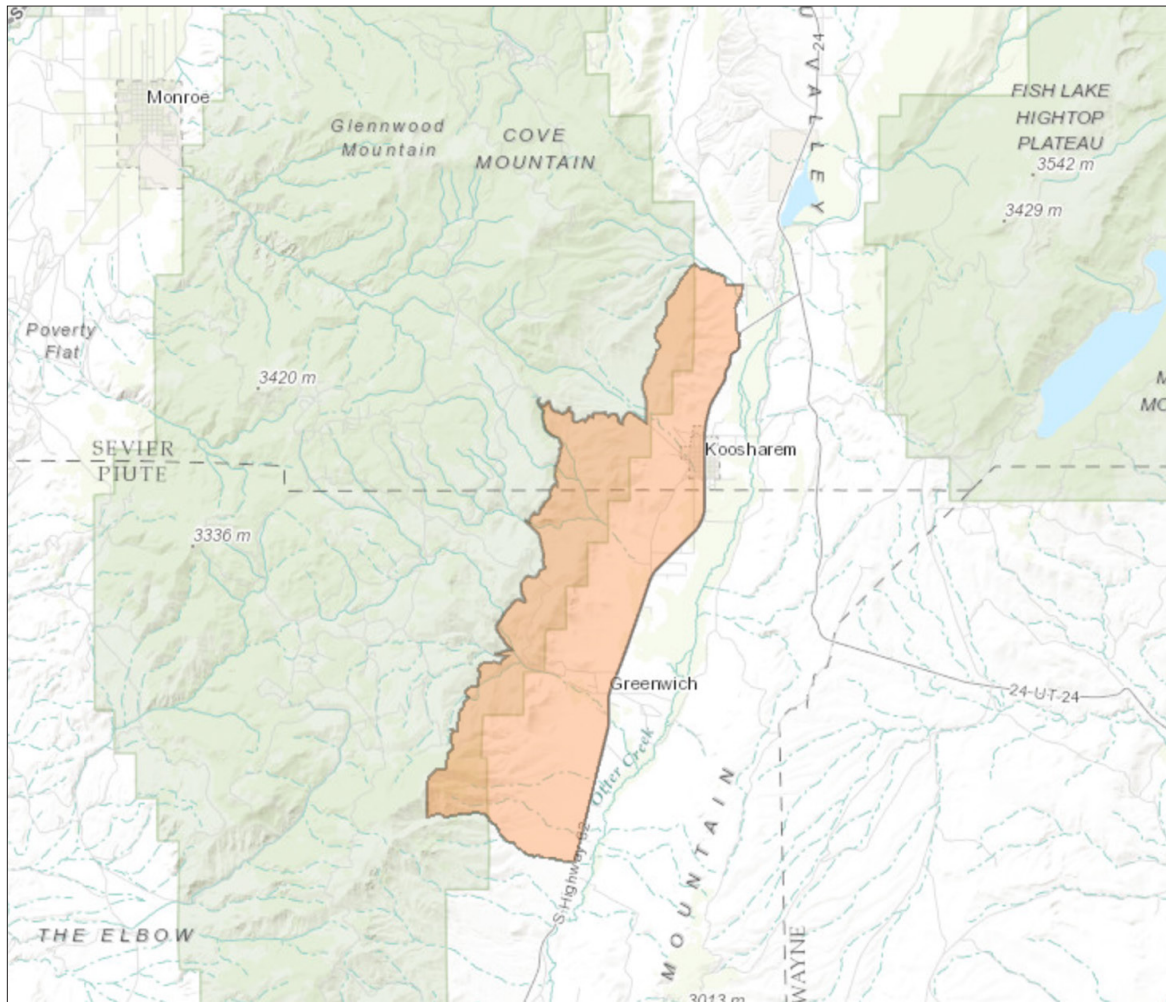 Monroe
Glennwood
Mountain
COVE
MOUNTAIN
24
VALLEY
FISH LAKE
HIGHTOP
PLATEAU
3542 m
3429 m
Poverty
Flat
3420 m
SEVIER
PIUTE
Koosharem
3336 m
Greenwich
24 UT 24
Otter Creek
S Highway 62
MOUNTAIN
THE ELBOW
WAYNE
3013 m